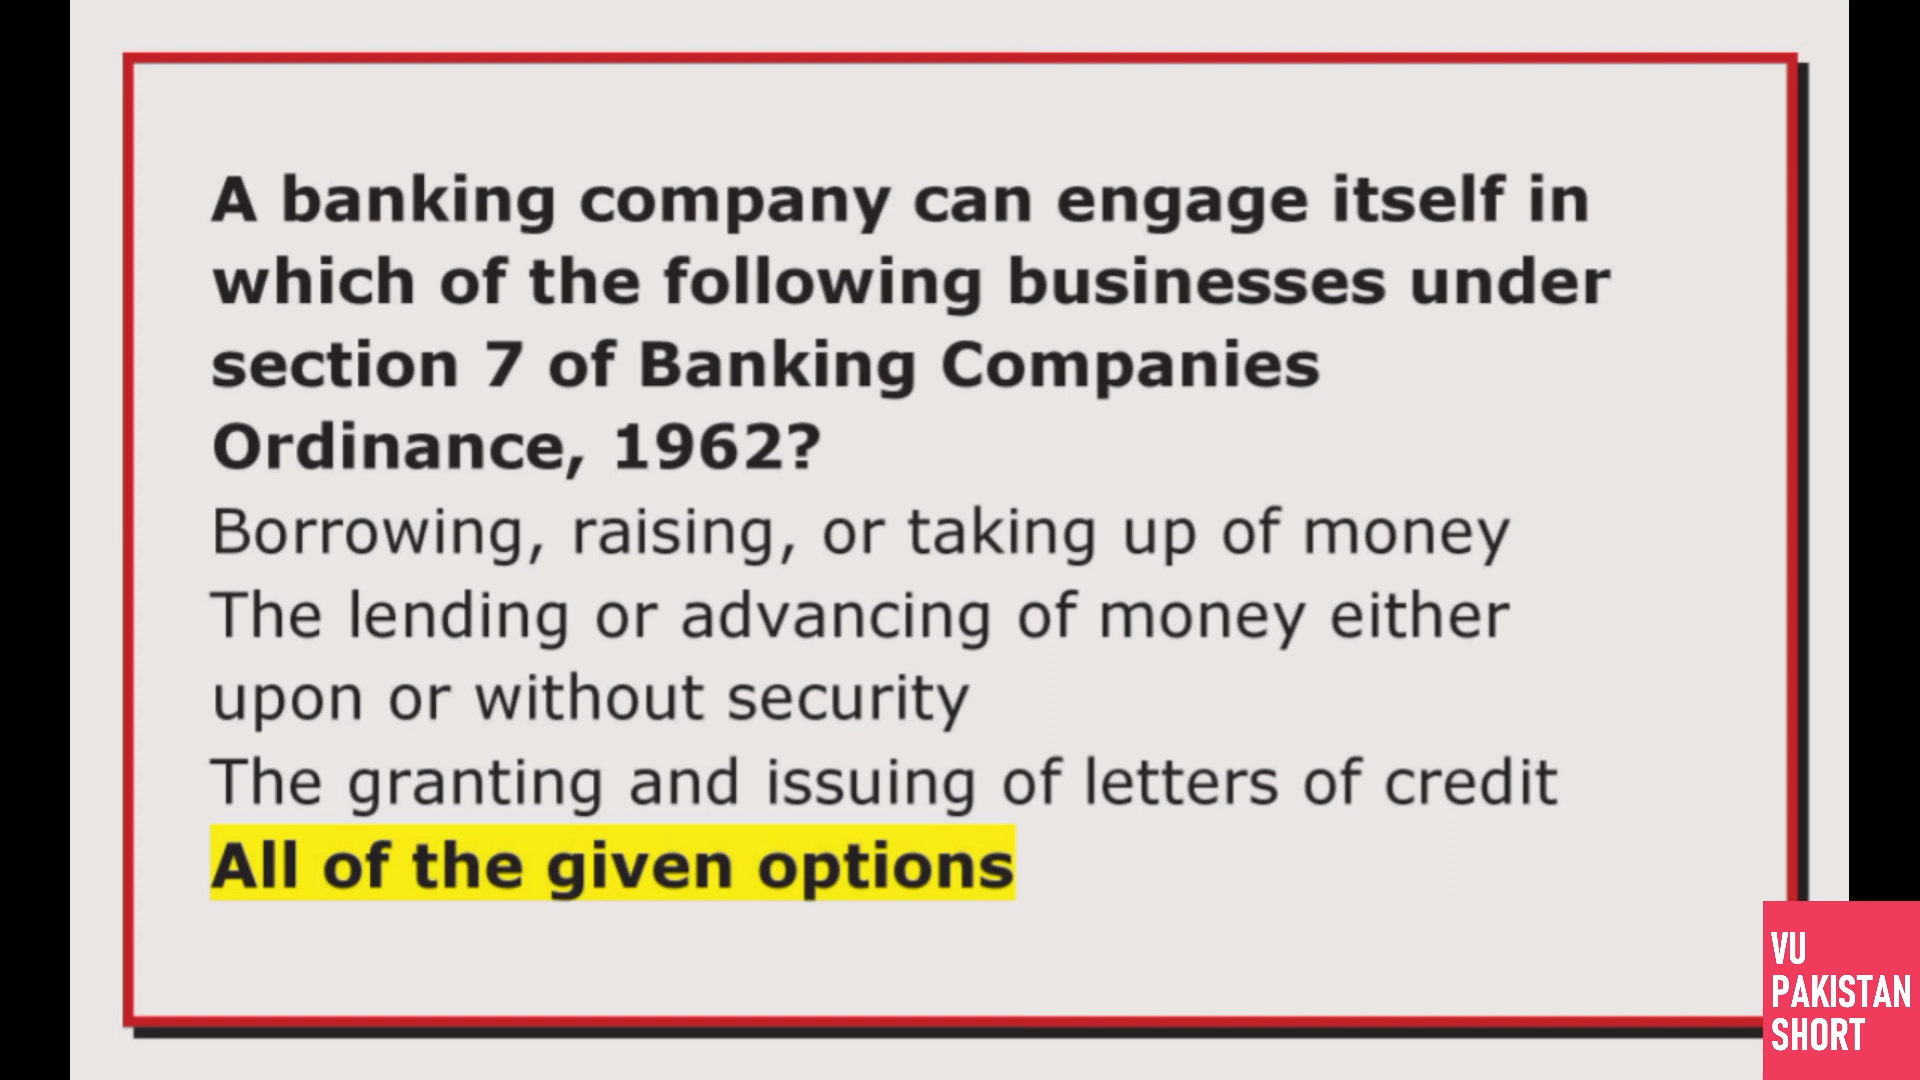 A banking company can engage itself in
which of the following businesses under
section 7 of Banking Companies
Ordinance, 1962?
Borrowing, raising, or taking up of money
The lending or advancing of money either
upon or without security
The granting and issuing of letters of credit
All of the given options
VU
PAKISTAN
SHORT